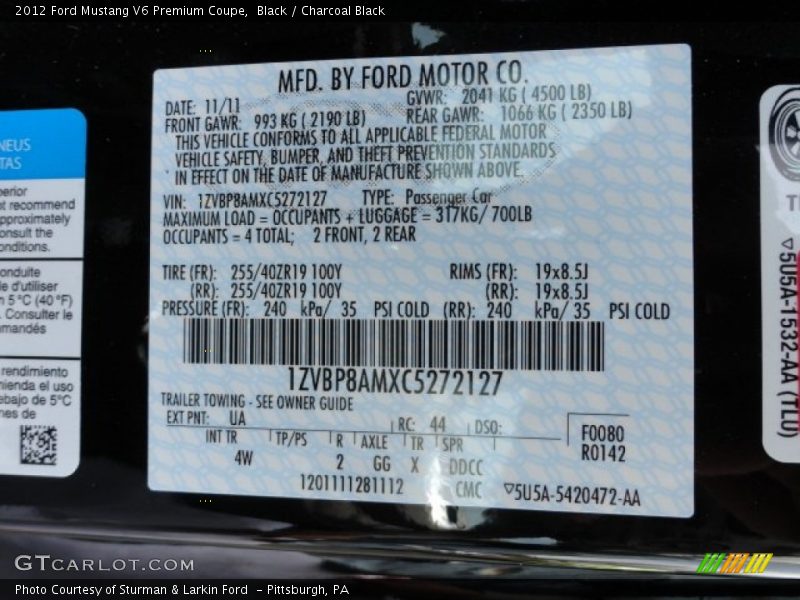 2012 Ford Mustang V6 Premium Coupe, Black / Charcoal Black
MFD. BY FORD MOTOR CO.
DATE: 11/11 GVWR: 2041 KG ( 4500 LB)
FRONT GAWR: 993 KG ( 2190 LB) REAR GAWR: 1066 KG ( 2350 LB)
THIS VEHICLE CONFORMS TO ALL APPLICABLE FEDERAL MOTOR
VEHICLE SAFETY, BUMPER, AND THEFT PREVENTION STANDARDS
IN EFFECT ON THE DATE OF MANUFACTURE SHOWN ABOVE.
VIN: 1ZVBP8AMXC5272127 TYPE: Passenger Car
MAXIMUM LOAD = OCCUPANTS + LUGGAGE = 317KG/ 700LB
OCCUPANTS = 4 TOTAL; 2 FRONT, 2 REAR
TIRE (FR): 255/40ZR19 100Y RIMS (FR): 19x8.5J
(RR): 255/40ZR19 100Y (RR): 19x8.5J
PRESSURE (FR): 240 kPa/ 35 PSI COLD (RR): 240 kPa/ 35 PSI COLD
1ZVBP8AMXC5272127
TRAILER TOWING - SEE OWNER GUIDE
EXT PNT: UA RC: 44 DSO:
INT TR TP/PS R AXLE TR SPR
4W 2 GG X DDCC
F0080
R0142
1201111281112 CMC ▽5U5A-5420472-AA
NEUS
TAS
perior
ot recommend
pproximately
onsult the
onditions.
onduite
e d'utiliser
n 5°C (40°F)
. Consulter le
mmandés
rendimiento
mienda el uso
ebajo de 5°C
nes de
▽5U5A-1532-AA (TLU)
GTCARLOT.COM
Photo Courtesy of Sturman & Larkin Ford - Pittsburgh, PA